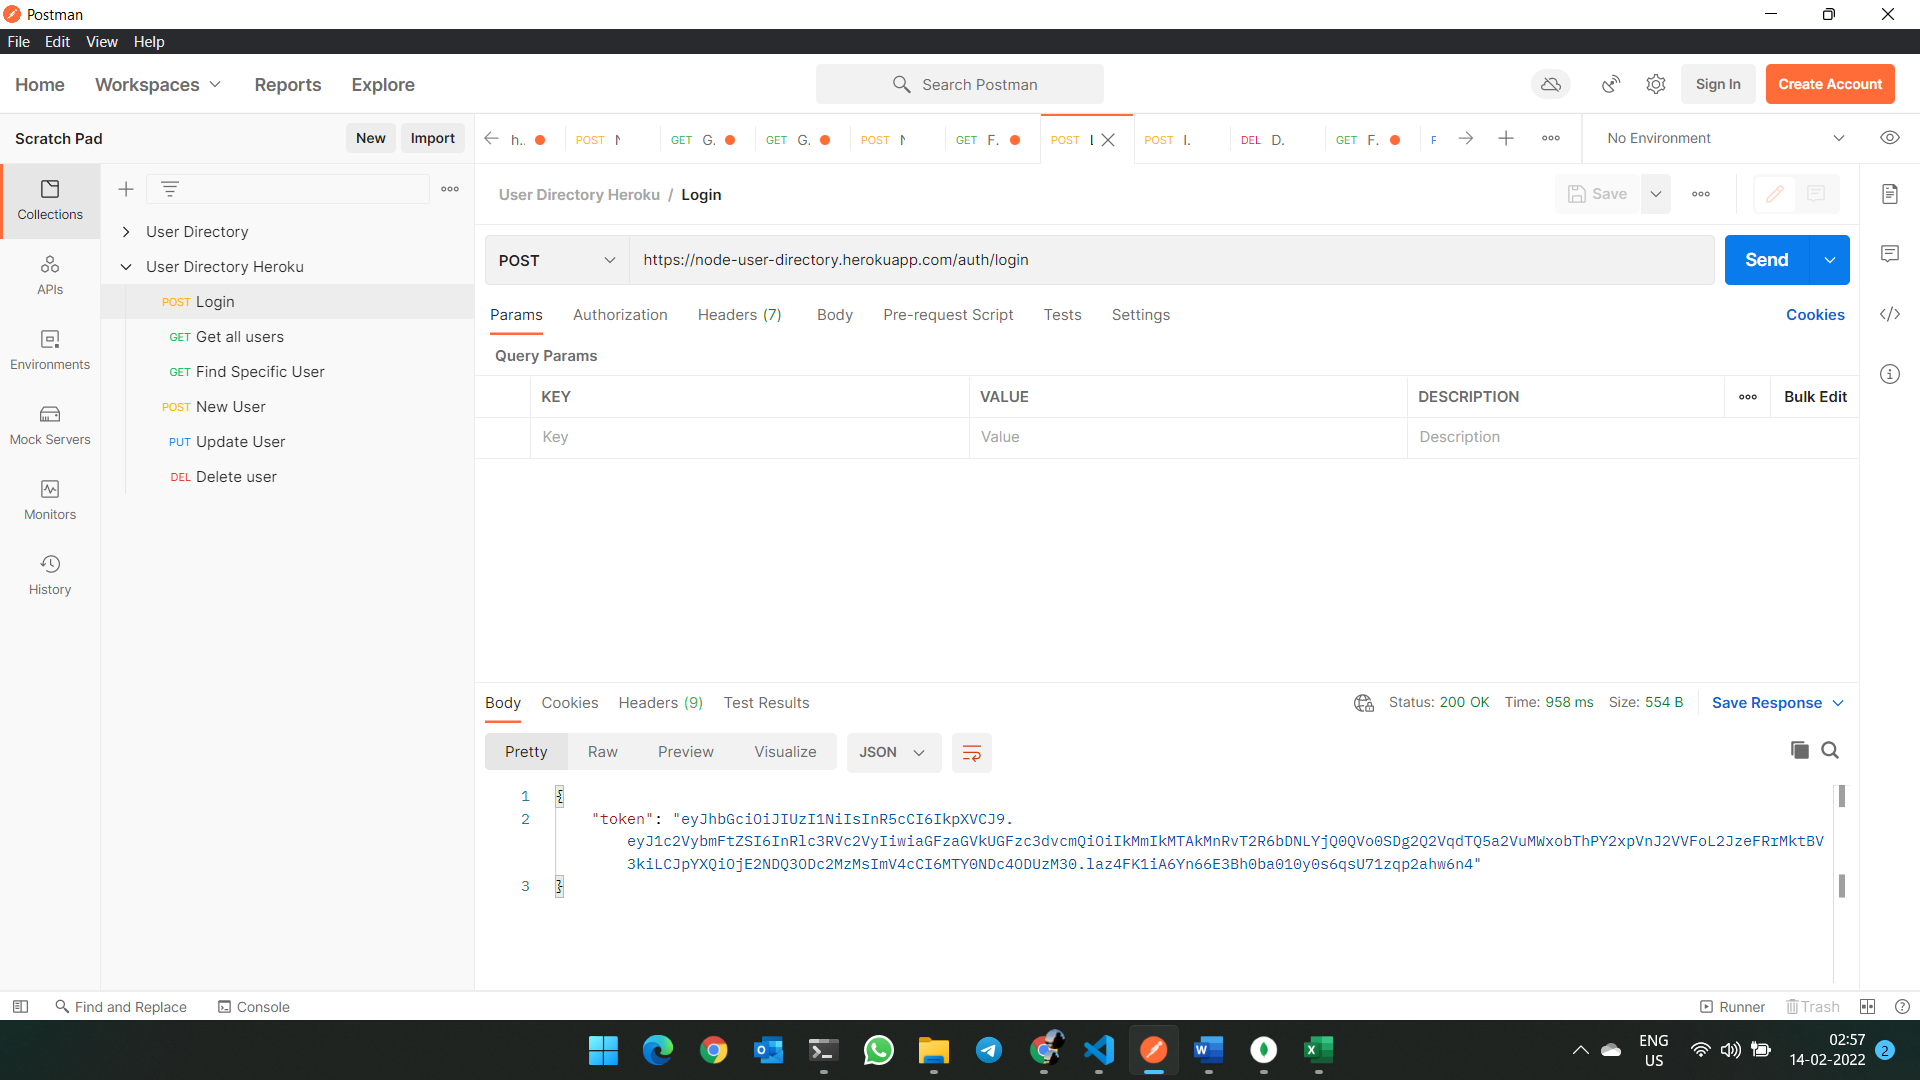 Postman
File Edit View Help
Home Workspaces Reports Explore
Search Postman
Sign In
Create Account
Scratch Pad
New
Import
h..
POST
GET G.
GET G.
POST
GET F.
POST
POST I.
DEL D.
GET F.
No Environment
Collections
APIs
Environments
Mock Servers
Monitors
History
User Directory
User Directory Heroku
POST Login
GET Get all users
GET Find Specific User
POST New User
PUT Update User
DEL Delete user
User Directory Heroku / Login
Save
POST
https://node-user-directory.herokuapp.com/auth/login
Send
Params Authorization Headers (7) Body Pre-request Script Tests Settings
Cookies
Query Params
KEY VALUE DESCRIPTION
Bulk Edit
Key Value Description
Body Cookies Headers (9) Test Results
Status: 200 OK Time: 958 ms Size: 554 B
Save Response
Pretty Raw Preview Visualize
JSON
1 {
2 "token": "eyJhbGciOiJIUzI1NiIsInR5cCI6IkpXVCJ9.
eyJ1c2VybmFtZSI6InRlc3RVc2VyIiwiaGFzaGVkUGFzc3dvcmQiOiIkMmIkMTAkMnRvT2R6bDNLYjQ0QVo0SDg2Q2VqdTQ5a2VuMWxobThPY2xpVnJ2VVFoL2JzeFRrMktBV
3kiLCJpYXQiOjE2NDQ3ODc2MzMsImV4cCI6MTY0NDc4ODUzM30.laz4FK1iA6Yn66E3Bh0ba010y0s6qsU71zqp2ahw6n4"
3 }
Find and Replace
Console
Runner
Trash
ENG
US
02:57
14-02-2022
2